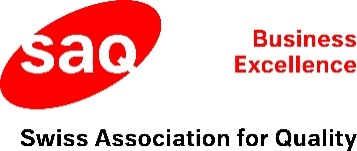 saQ
Business
Excellence
Swiss Association for Quality